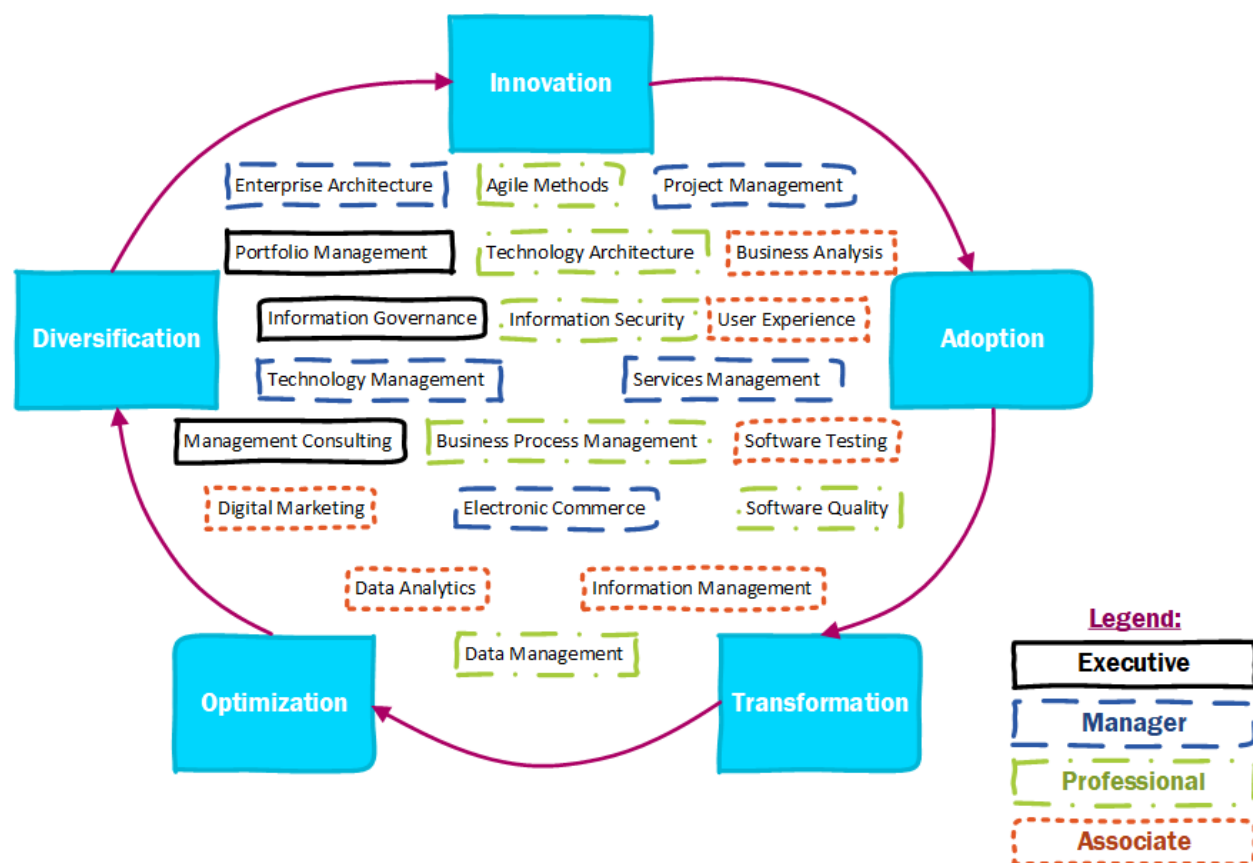 Innovation
Enterprise Architecture
Agile Methods
Project Management
Portfolio Management
Technology Architecture
Business Analysis
Diversification
Information Governance
Information Security
User Experience
Adoption
Technology Management
Services Management
Management Consulting
Business Process Management
Software Testing
Digital Marketing
Electronic Commerce
Software Quality
Data Analytics
Information Management
Data Management
Optimization
Transformation
Legend:
Executive
Manager
Professional
Associate